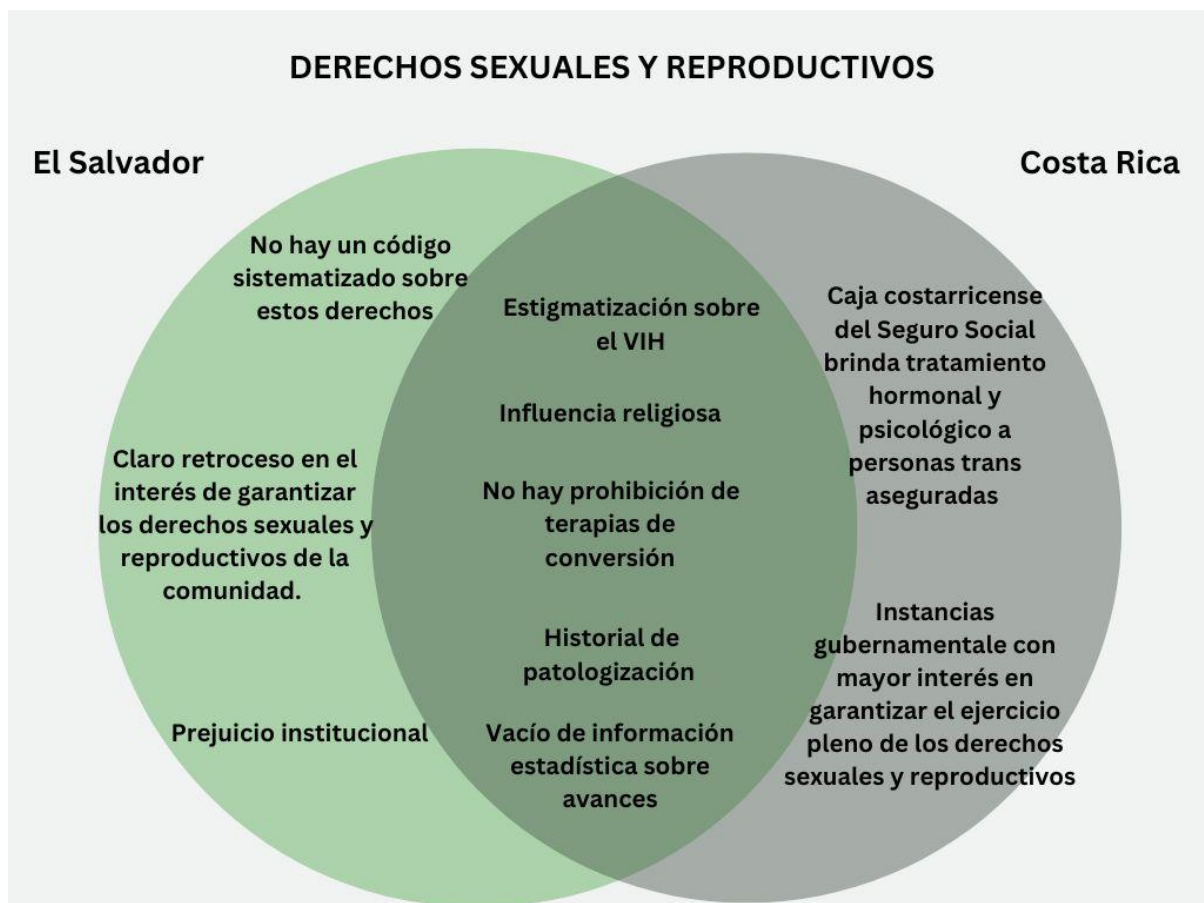 DERECHOS SEXUALES Y REPRODUCTIVOS
El Salvador
Costa Rica
No hay un código
sistematizado sobre
estos derechos
Claro retroceso en el
interés de garantizar
los derechos sexuales y
reproductivos de la
comunidad.
Prejuicio institucional
Estigmatización sobre
el VIH
Influencia religiosa
No hay prohibición de
terapias de
conversión
Historial de
patologización
Vacío de información
estadística sobre
avances
Caja costarricense
del Seguro Social
brinda tratamiento
hormonal y
psicológico a
personas trans
aseguradas
Instancias
gubernamentale con
mayor interés en
garantizar el ejercicio
pleno de los derechos
sexuales y reproductivos